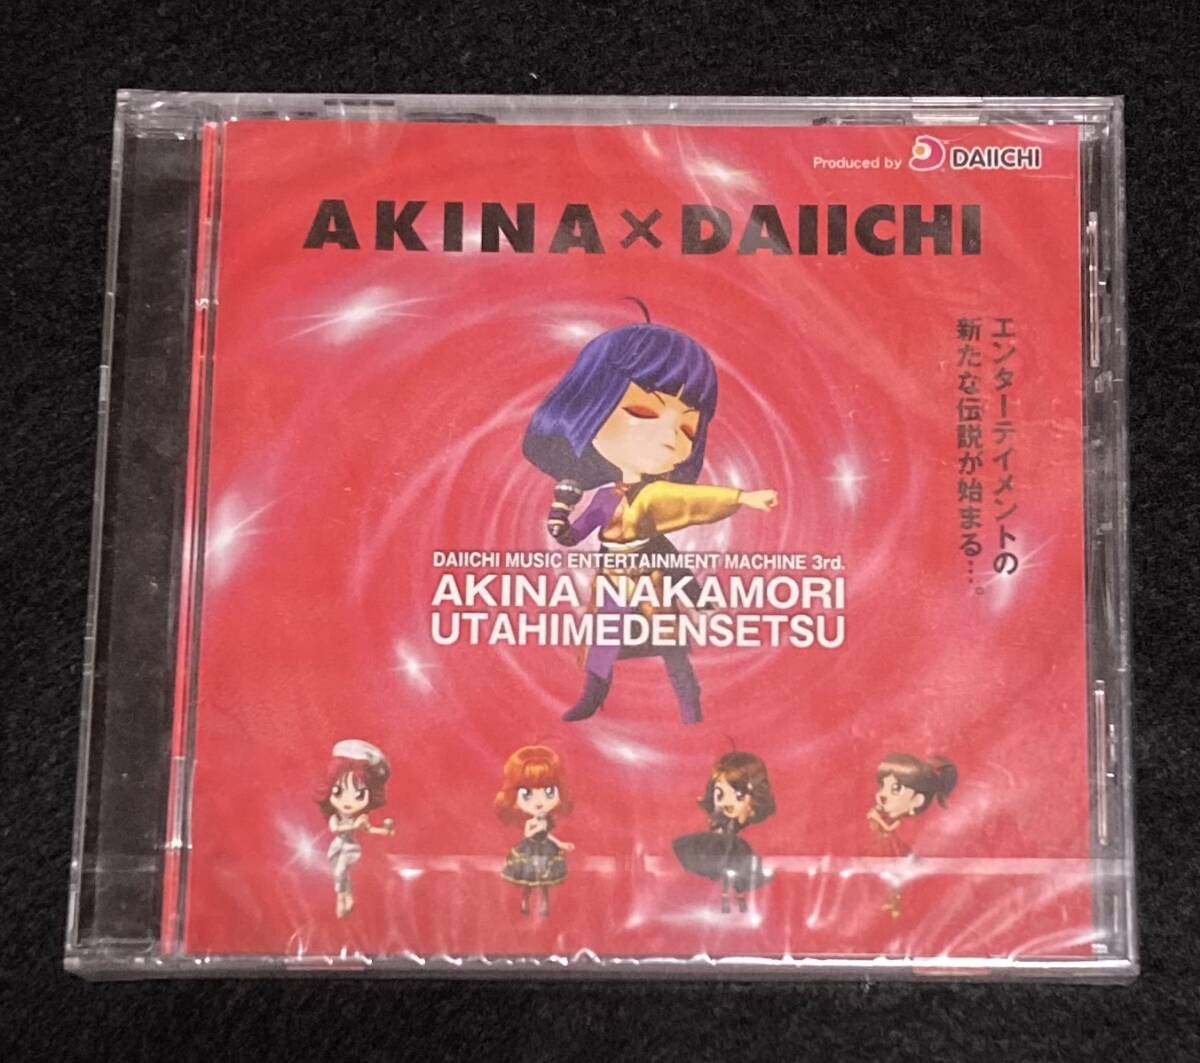 Produced by DAIICHI
AKINA×DAIICHI
エンターテイメントの
新たな伝説が始まる…。
DAIICHI MUSIC ENTERTAINMENT MACHINE 3rd.
AKINA NAKAMORI
UTAHIMEDENSETSU